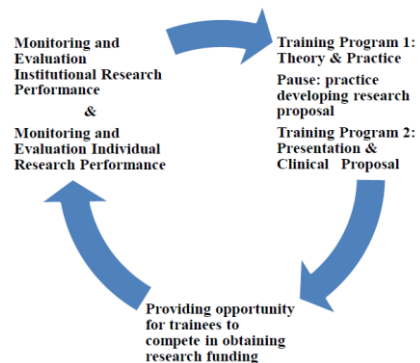 Monitoring and
Evaluation
Institutional Research
Performance
&
Monitoring and
Evaluation Individual
Research Performance
Training Program 1:
Theory & Practice
Pause: practice
developing research
proposal
Training Program 2:
Presentation &
Clinical Proposal
Providing opportunity
for trainees to
compete in obtaining
research funding